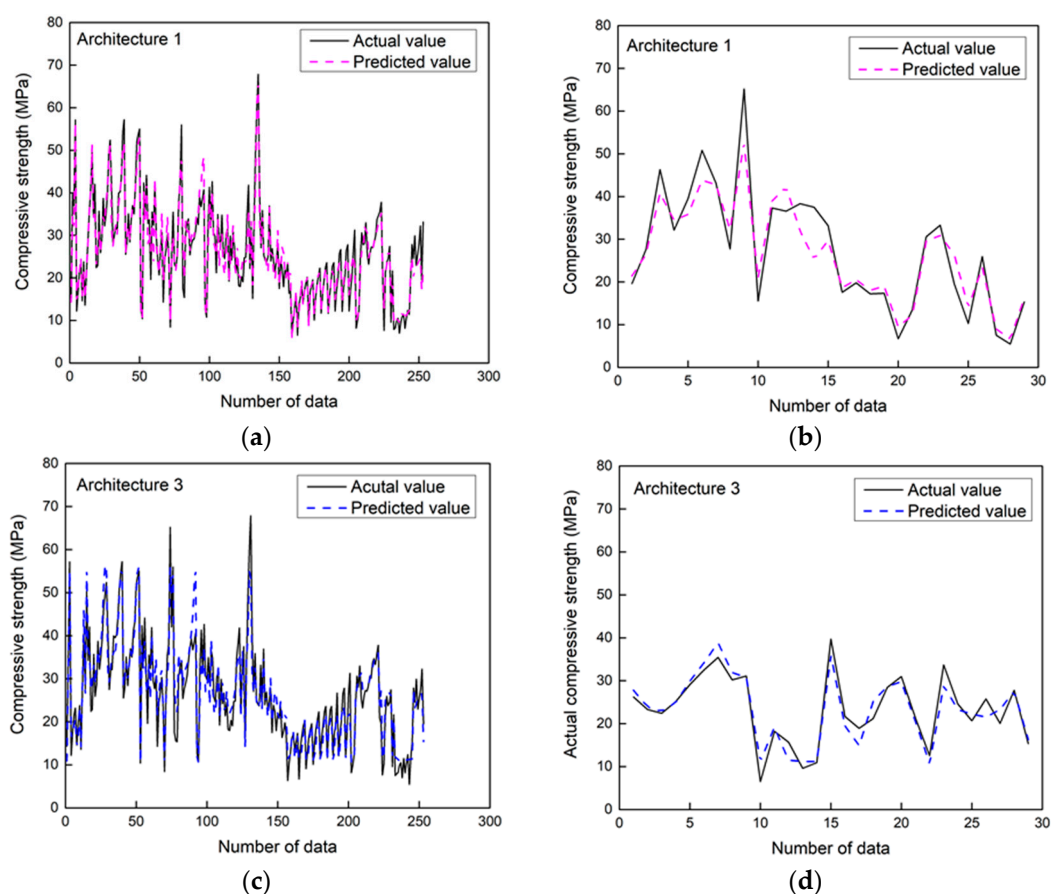 Architecture 1
Actual value
Predicted value
Compressive strength (MPa)
80
70
60
50
40
30
20
10
0
0 50 100 150 200 250 300
Number of data
(a)
Architecture 1
Actual value
Predicted value
Compressive strength (MPa)
80
70
60
50
40
30
20
10
0
0 5 10 15 20 25 30
Number of data
(b)
Architecture 3
Acutal value
Predicted value
Compressive strength (MPa)
80
70
60
50
40
30
20
10
0
0 50 100 150 200 250 300
Number of data
(c)
Architecture 3
Actual value
Predicted value
Actual compressive strength (MPa)
80
70
60
50
40
30
20
10
0
0 5 10 15 20 25 30
Number of data
(d)